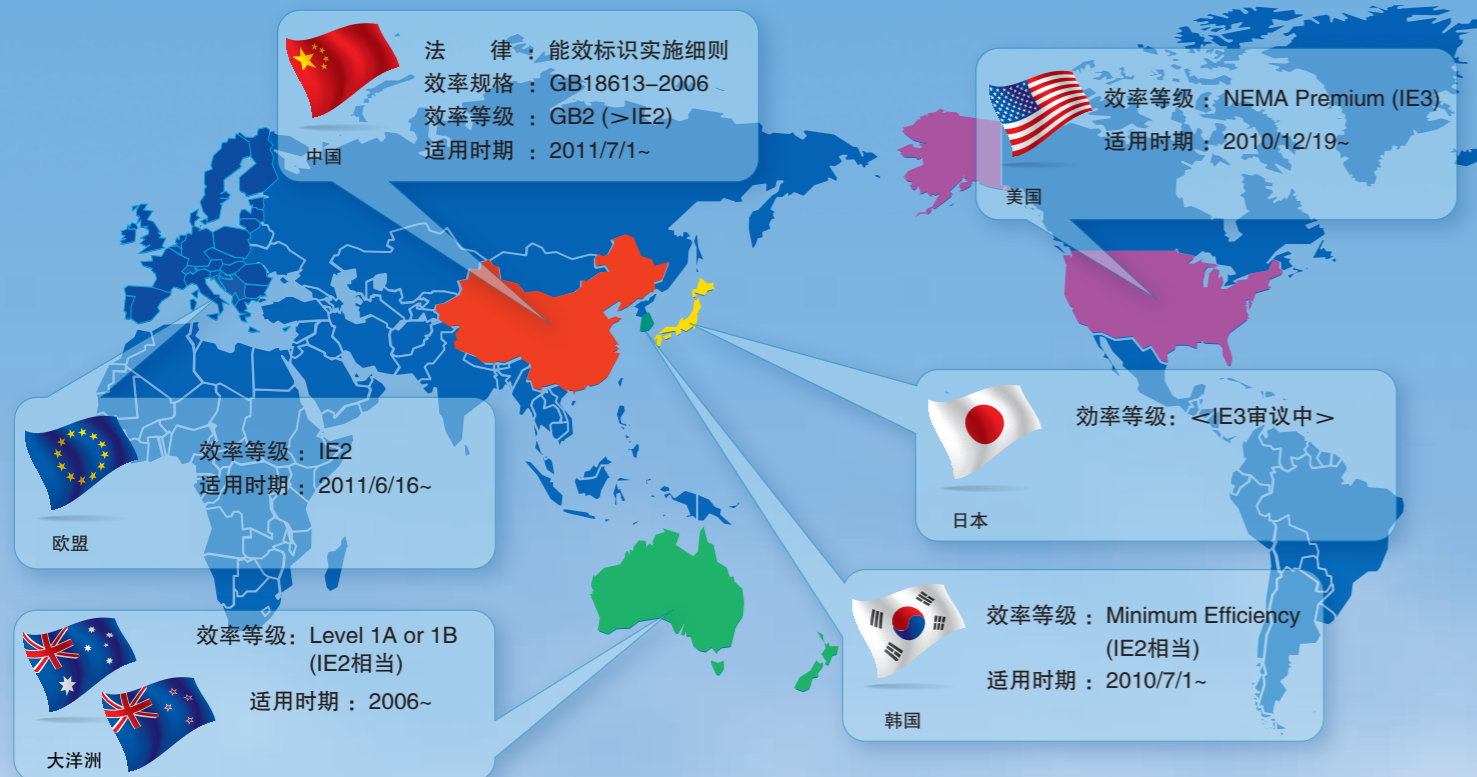 法　　律 ：能效标识实施细则
效率规格 ：GB18613–2006
效率等级 ：GB2 (＞IE2)
适用时期 ：2011/7/1~
中国
效率等级 ：NEMA Premium (IE3)
适用时期 ：2010/12/19~
美国
效率等级 ：IE2
适用时期 ：2011/6/16~
欧盟
効率等级：＜IE3审议中＞
日本
效率等级：Level 1A or 1B
(IE2相当)
适用时期 ：2006~
大洋洲
效率等级 ：Minimum Efficiency
(IE2相当)
适用时期 ：2010/7/1~
韩国